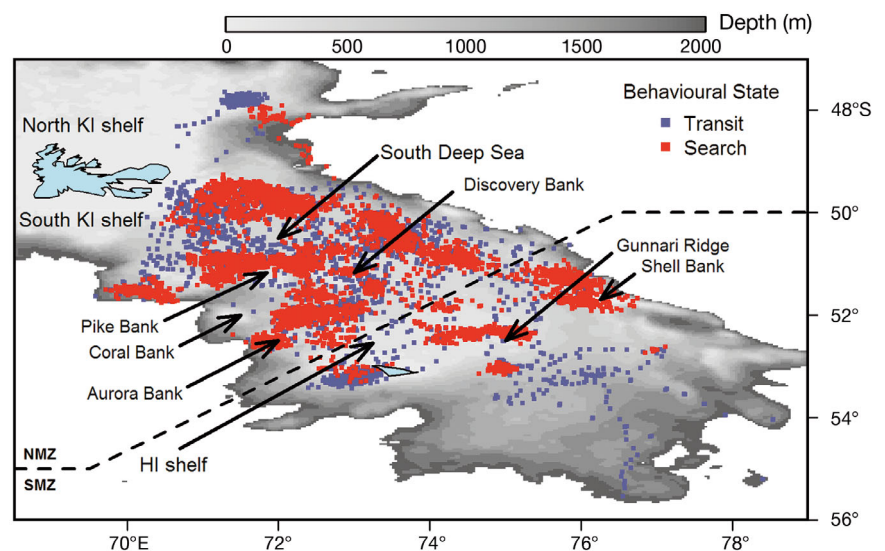 Depth (m)
0 500 1000 1500 2000
Behavioural State
Transit
Search
48°S
North KI shelf
South Deep Sea
Discovery Bank
South KI shelf
50°
Gunnari Ridge
Shell Bank
Pike Bank
52°
Coral Bank
Aurora Bank
54°
NMZ
HI shelf
SMZ
56°
70°E 72° 74° 76° 78°